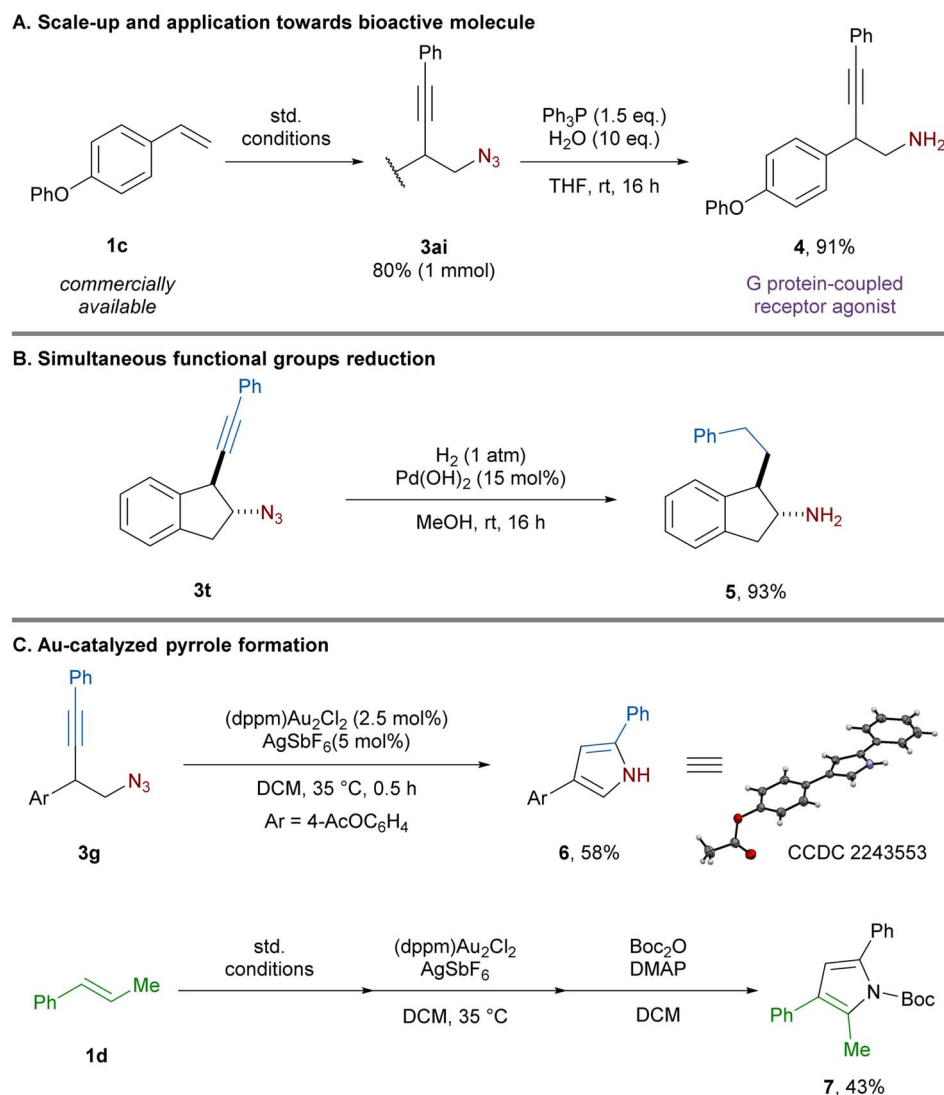 A. Scale-up and application towards bioactive molecule
PhO
1c
commercially
available
std.
conditions
Ph
N₃
3ai
80% (1 mmol)
Ph₃P (1.5 eq.)
H₂O (10 eq.)
THF, rt, 16 h
Ph
NH₂
PhO
4, 91%
G protein-coupled
receptor agonist
B. Simultaneous functional groups reduction
Ph
N₃
3t
H₂ (1 atm)
Pd(OH)₂ (15 mol%)
MeOH, rt, 16 h
Ph
NH₂
5, 93%
C. Au-catalyzed pyrrole formation
Ph
Ar
N₃
3g
(dppm)Au₂Cl₂ (2.5 mol%)
AgSbF₆(5 mol%)
DCM, 35 °C, 0.5 h
Ar = 4-AcOC₆H₄
Ph
NH
Ar
6, 58%
CCDC 2243553
Ph
Me
1d
std.
conditions
(dppm)Au₂Cl₂
AgSbF₆
DCM, 35 °C
Boc₂O
DMAP
DCM
Ph
N
Boc
Ph
Me
7, 43%